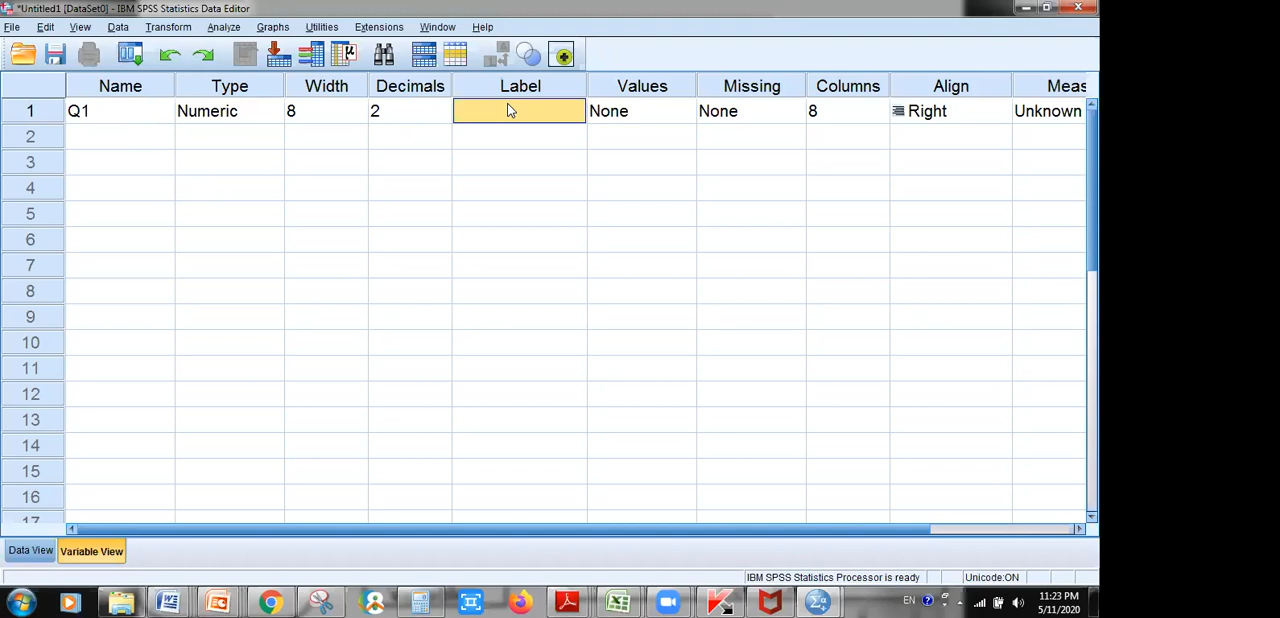 *Untitled1 [DataSet0] - IBM SPSS Statistics Data Editor
File Edit View Data Transform Analyze Graphs Utilities Extensions Window Help
Name Type Width Decimals Label Values Missing Columns Align Meas
1 Q1 Numeric 8 2 None None 8 Right Unknown
2
3
4
5
6
7
8
9
10
11
12
13
14
15
16
17
Data View Variable View
IBM SPSS Statistics Processor is ready Unicode:ON
EN 11:23 PM
5/11/2020